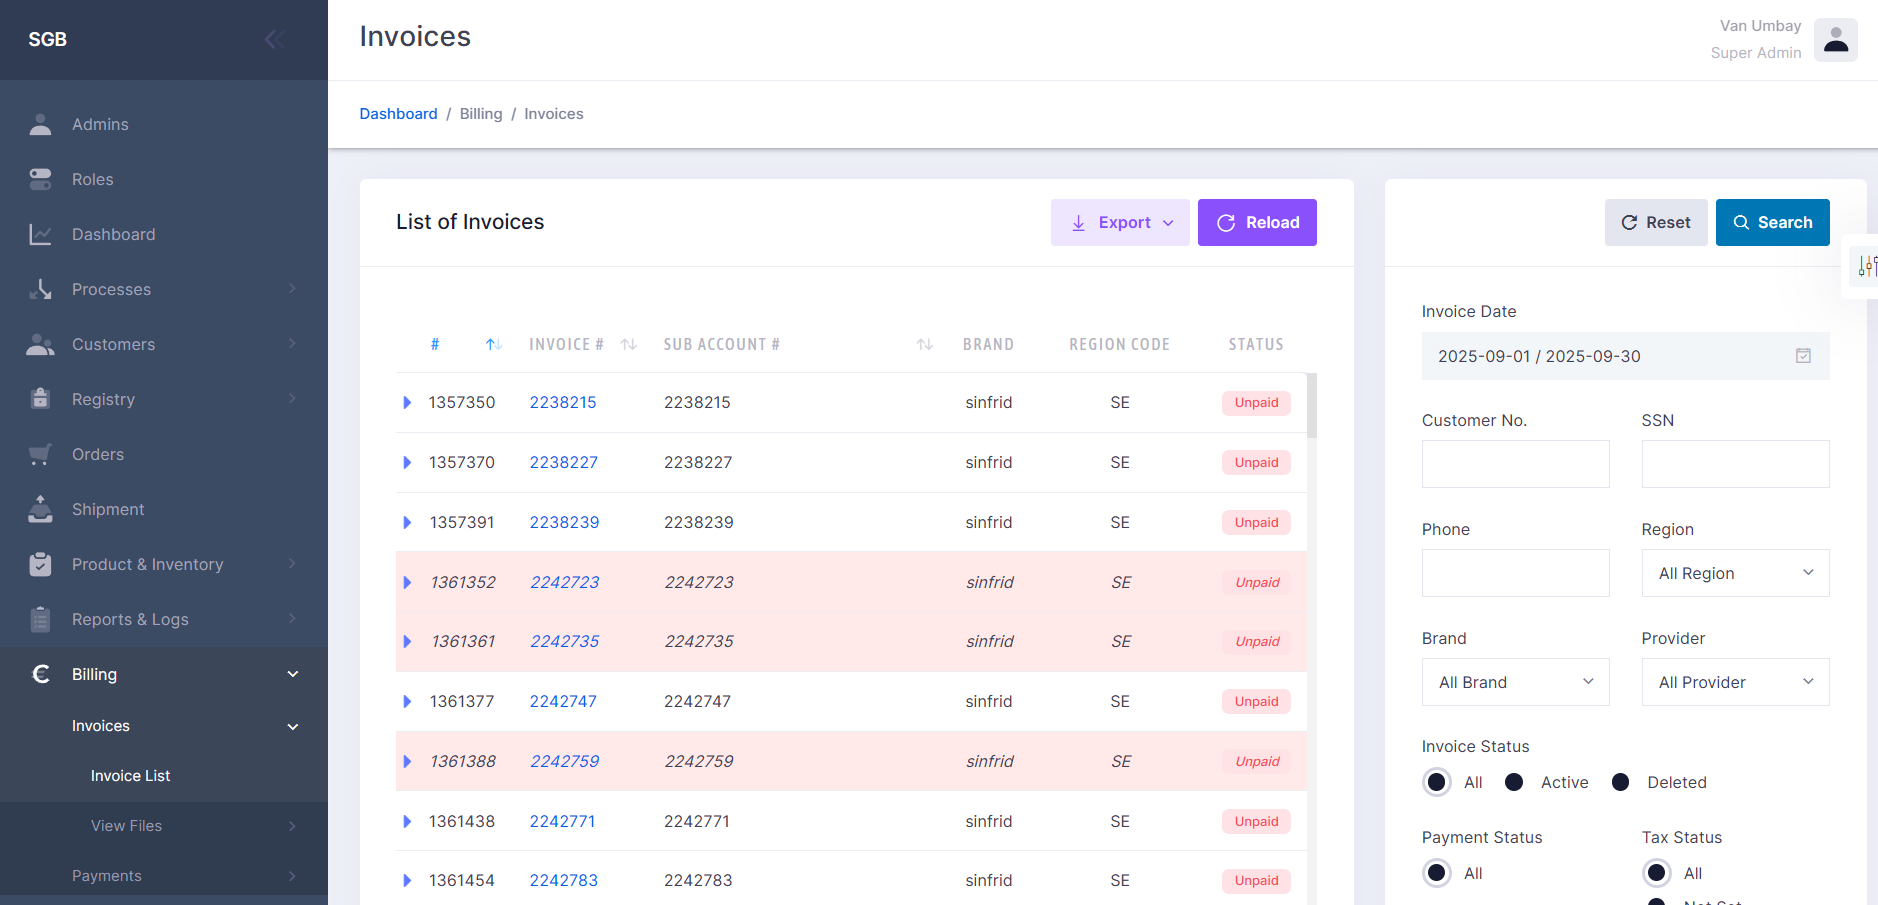 SGB
Admins
Roles
Dashboard
Processes
Customers
Registry
Orders
Shipment
Product & Inventory
Reports & Logs
Billing
Invoices
Invoice List
View Files
Payments
Invoices
Van Umbay
Super Admin
Dashboard / Billing / Invoices
List of Invoices
Export
Reload
# INVOICE # SUB ACCOUNT # BRAND REGION CODE STATUS
1357350 2238215 2238215 sinfrid SE Unpaid
1357370 2238227 2238227 sinfrid SE Unpaid
1357391 2238239 2238239 sinfrid SE Unpaid
1361352 2242723 2242723 sinfrid SE Unpaid
1361361 2242735 2242735 sinfrid SE Unpaid
1361377 2242747 2242747 sinfrid SE Unpaid
1361388 2242759 2242759 sinfrid SE Unpaid
1361438 2242771 2242771 sinfrid SE Unpaid
1361454 2242783 2242783 sinfrid SE Unpaid
Reset
Search
Invoice Date
2025-09-01 / 2025-09-30
Customer No. SSN
Phone Region
All Region
Brand Provider
All Brand All Provider
Invoice Status
All Active Deleted
Payment Status Tax Status
All All
Not Set